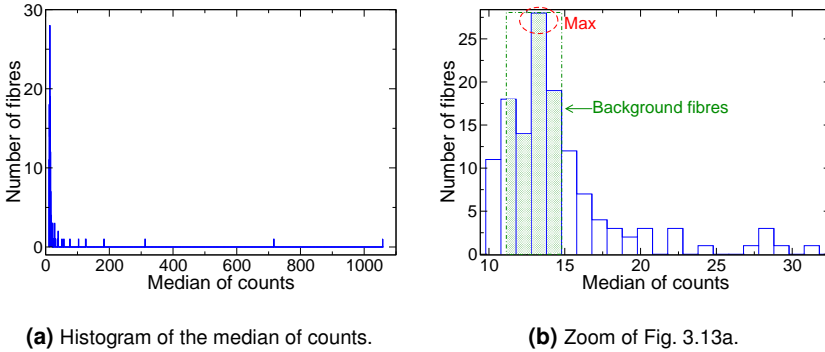 30
20
10
0
Number of fibres
0 200 400 600 800 1000
Median of counts
(a) Histogram of the median of counts.
25
20
15
10
5
0
Number of fibres
Max
Background fibres
10 15 20 25 30
Median of counts
(b) Zoom of Fig. 3.13a.